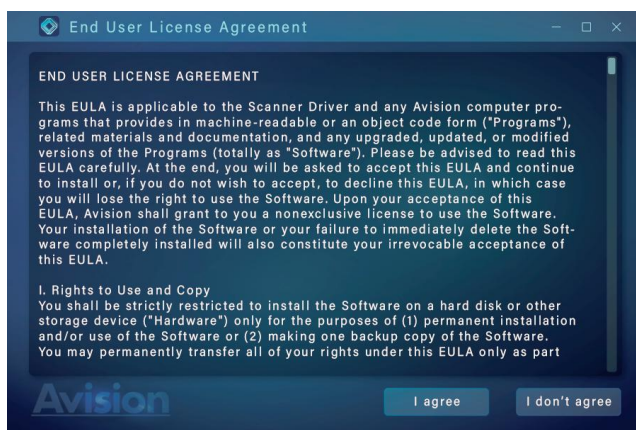 End User License Agreement
END USER LICENSE AGREEMENT
This EULA is applicable to the Scanner Driver and any Avision computer pro-
grams that provides in machine-readable or an object code form ("Programs"),
related materials and documentation, and any upgraded, updated, or modified
versions of the Programs (totally as "Software"). Please be advised to read this
EULA carefully. At the end, you will be asked to accept this EULA and continue
to install or, if you do not wish to accept, to decline this EULA, in which case
you will lose the right to use the Software. Upon your acceptance of this
EULA, Avision shall grant to you a nonexclusive license to use the Software.
Your installation of the Software or your failure to immediately delete the Soft-
ware completely installed will also constitute your irrevocable acceptance of
this EULA.
I. Rights to Use and Copy
You shall be strictly restricted to install the Software on a hard disk or other
storage device ("Hardware") only for the purposes of (1) permanent installation
and/or use of the Software or (2) making one backup copy of the Software.
You may permanently transfer all of your rights under this EULA only as part
Avision
I agree
I don't agree